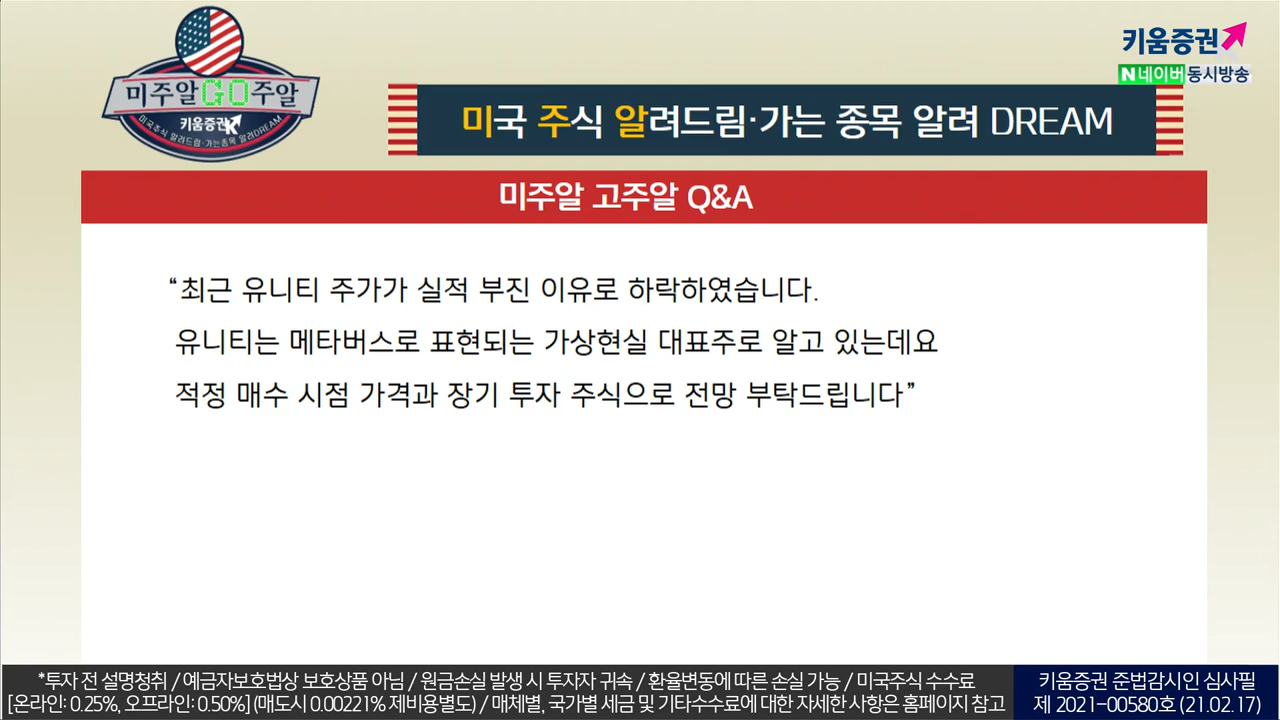 미주알GO주알
키움증권K
미국주식 알려드림·가는종목 알려DREAM
키움증권
N네이버 동시방송
미국 주식 알려드림·가는 종목 알려 DREAM
미주알 고주알 Q&A
“최근 유니티 주가가 실적 부진 이유로 하락하였습니다.
유니티는 메타버스로 표현되는 가상현실 대표주로 알고 있는데요
적정 매수 시점 가격과 장기 투자 주식으로 전망 부탁드립니다”
*투자 전 설명청취 / 예금자보호법상 보호상품 아님 / 원금손실 발생 시 투자자 귀속 / 환율변동에 따른 손실 가능 / 미국주식 수수료
[온라인: 0.25%, 오프라인: 0.50%] (매도시 0.00221% 제비용별도) / 매체별, 국가별 세금 및 기타수수료에 대한 자세한 사항은 홈페이지 참고
키움증권 준법감시인 심사필
제 2021-00580호 (21.02.17)